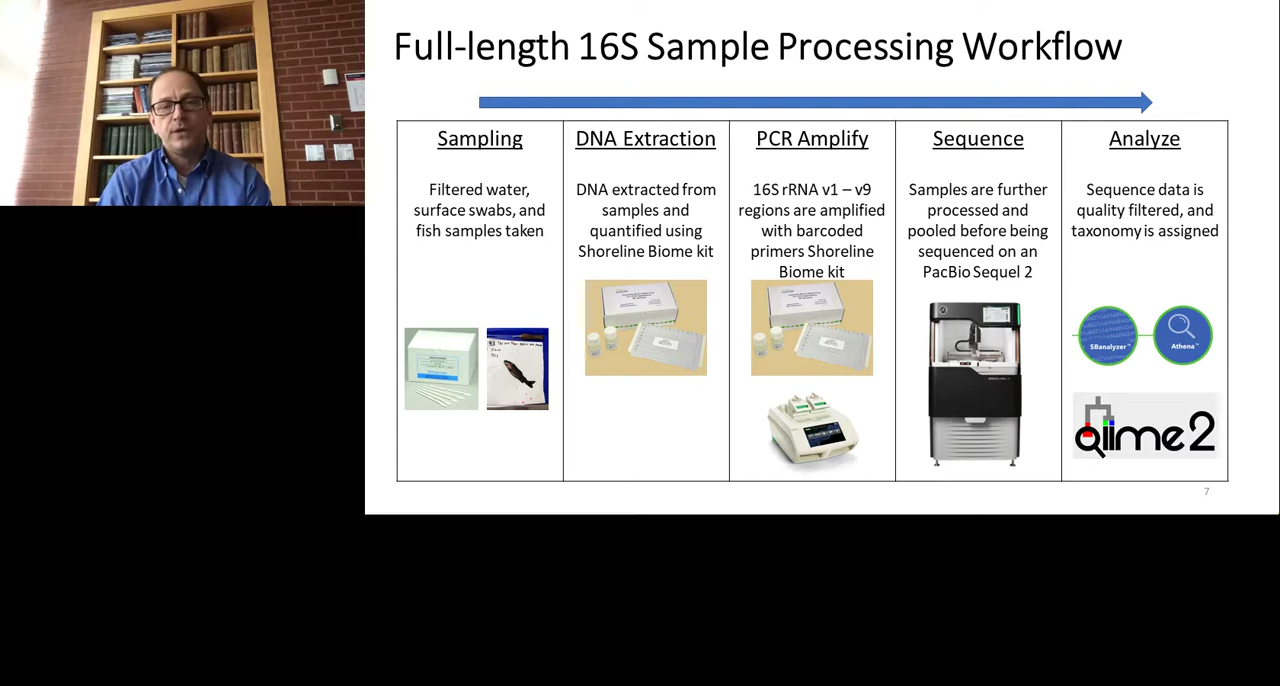 Full-length 16S Sample Processing Workflow
Sampling
Filtered water,
surface swabs, and
fish samples taken
DNA Extraction
DNA extracted from
samples and
quantified using
Shoreline Biome kit
PCR Amplify
16S rRNA v1 – v9
regions are amplified
with barcoded
primers Shoreline
Biome kit
Sequence
Samples are further
processed and
pooled before being
sequenced on an
PacBio Sequel 2
Analyze
Sequence data is
quality filtered, and
taxonomy is assigned
SBanalyzer™
Athena™
qiime2
7